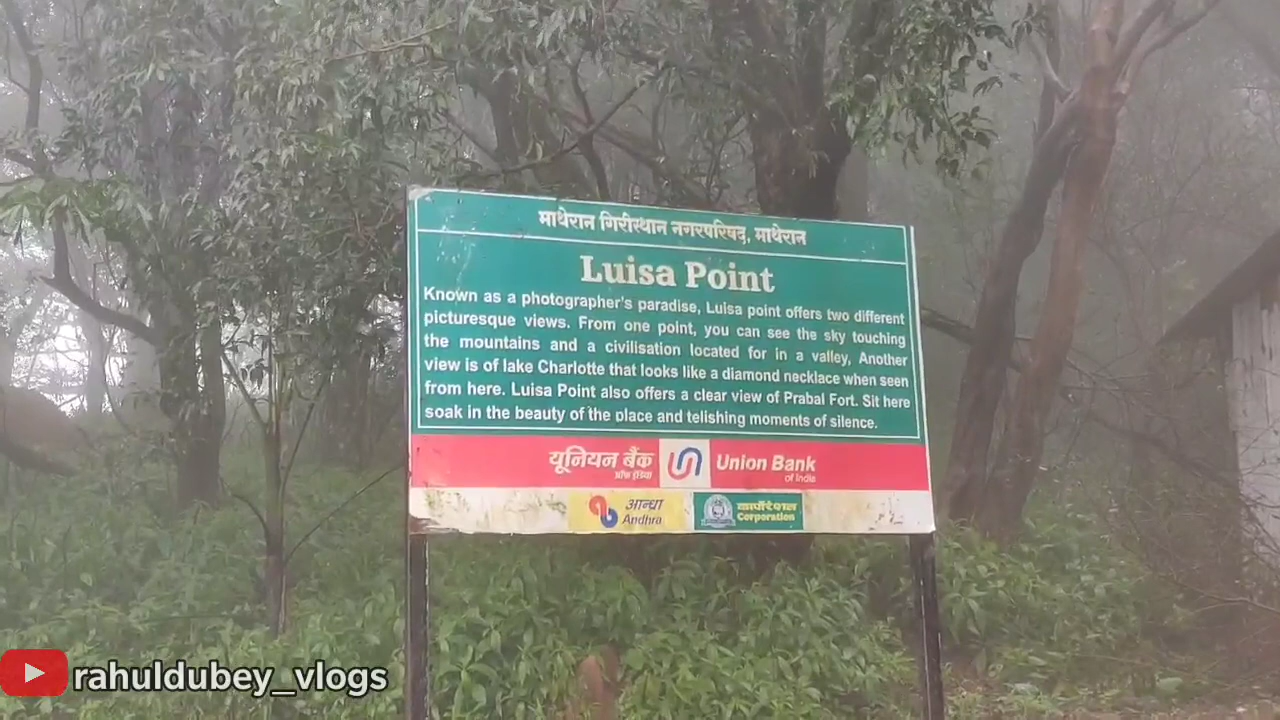 माथेरान गिरीस्थान नगरपरिषद, माथेरान
Luisa Point
Known as a photographer's paradise, Luisa point offers two different
picturesque views. From one point, you can see the sky touching
the mountains and a civilisation located for in a valley, Another
view is of lake Charlotte that looks like a diamond necklace when seen
from here. Luisa Point also offers a clear view of Prabal Fort. Sit here
soak in the beauty of the place and telishing moments of silence.
यूनियन बैंक Union Bank
ऑफ इंडिया of India
आन्ध्रा कार्पोरेशन
Andhra Corporation
rahuldubey_vlogs